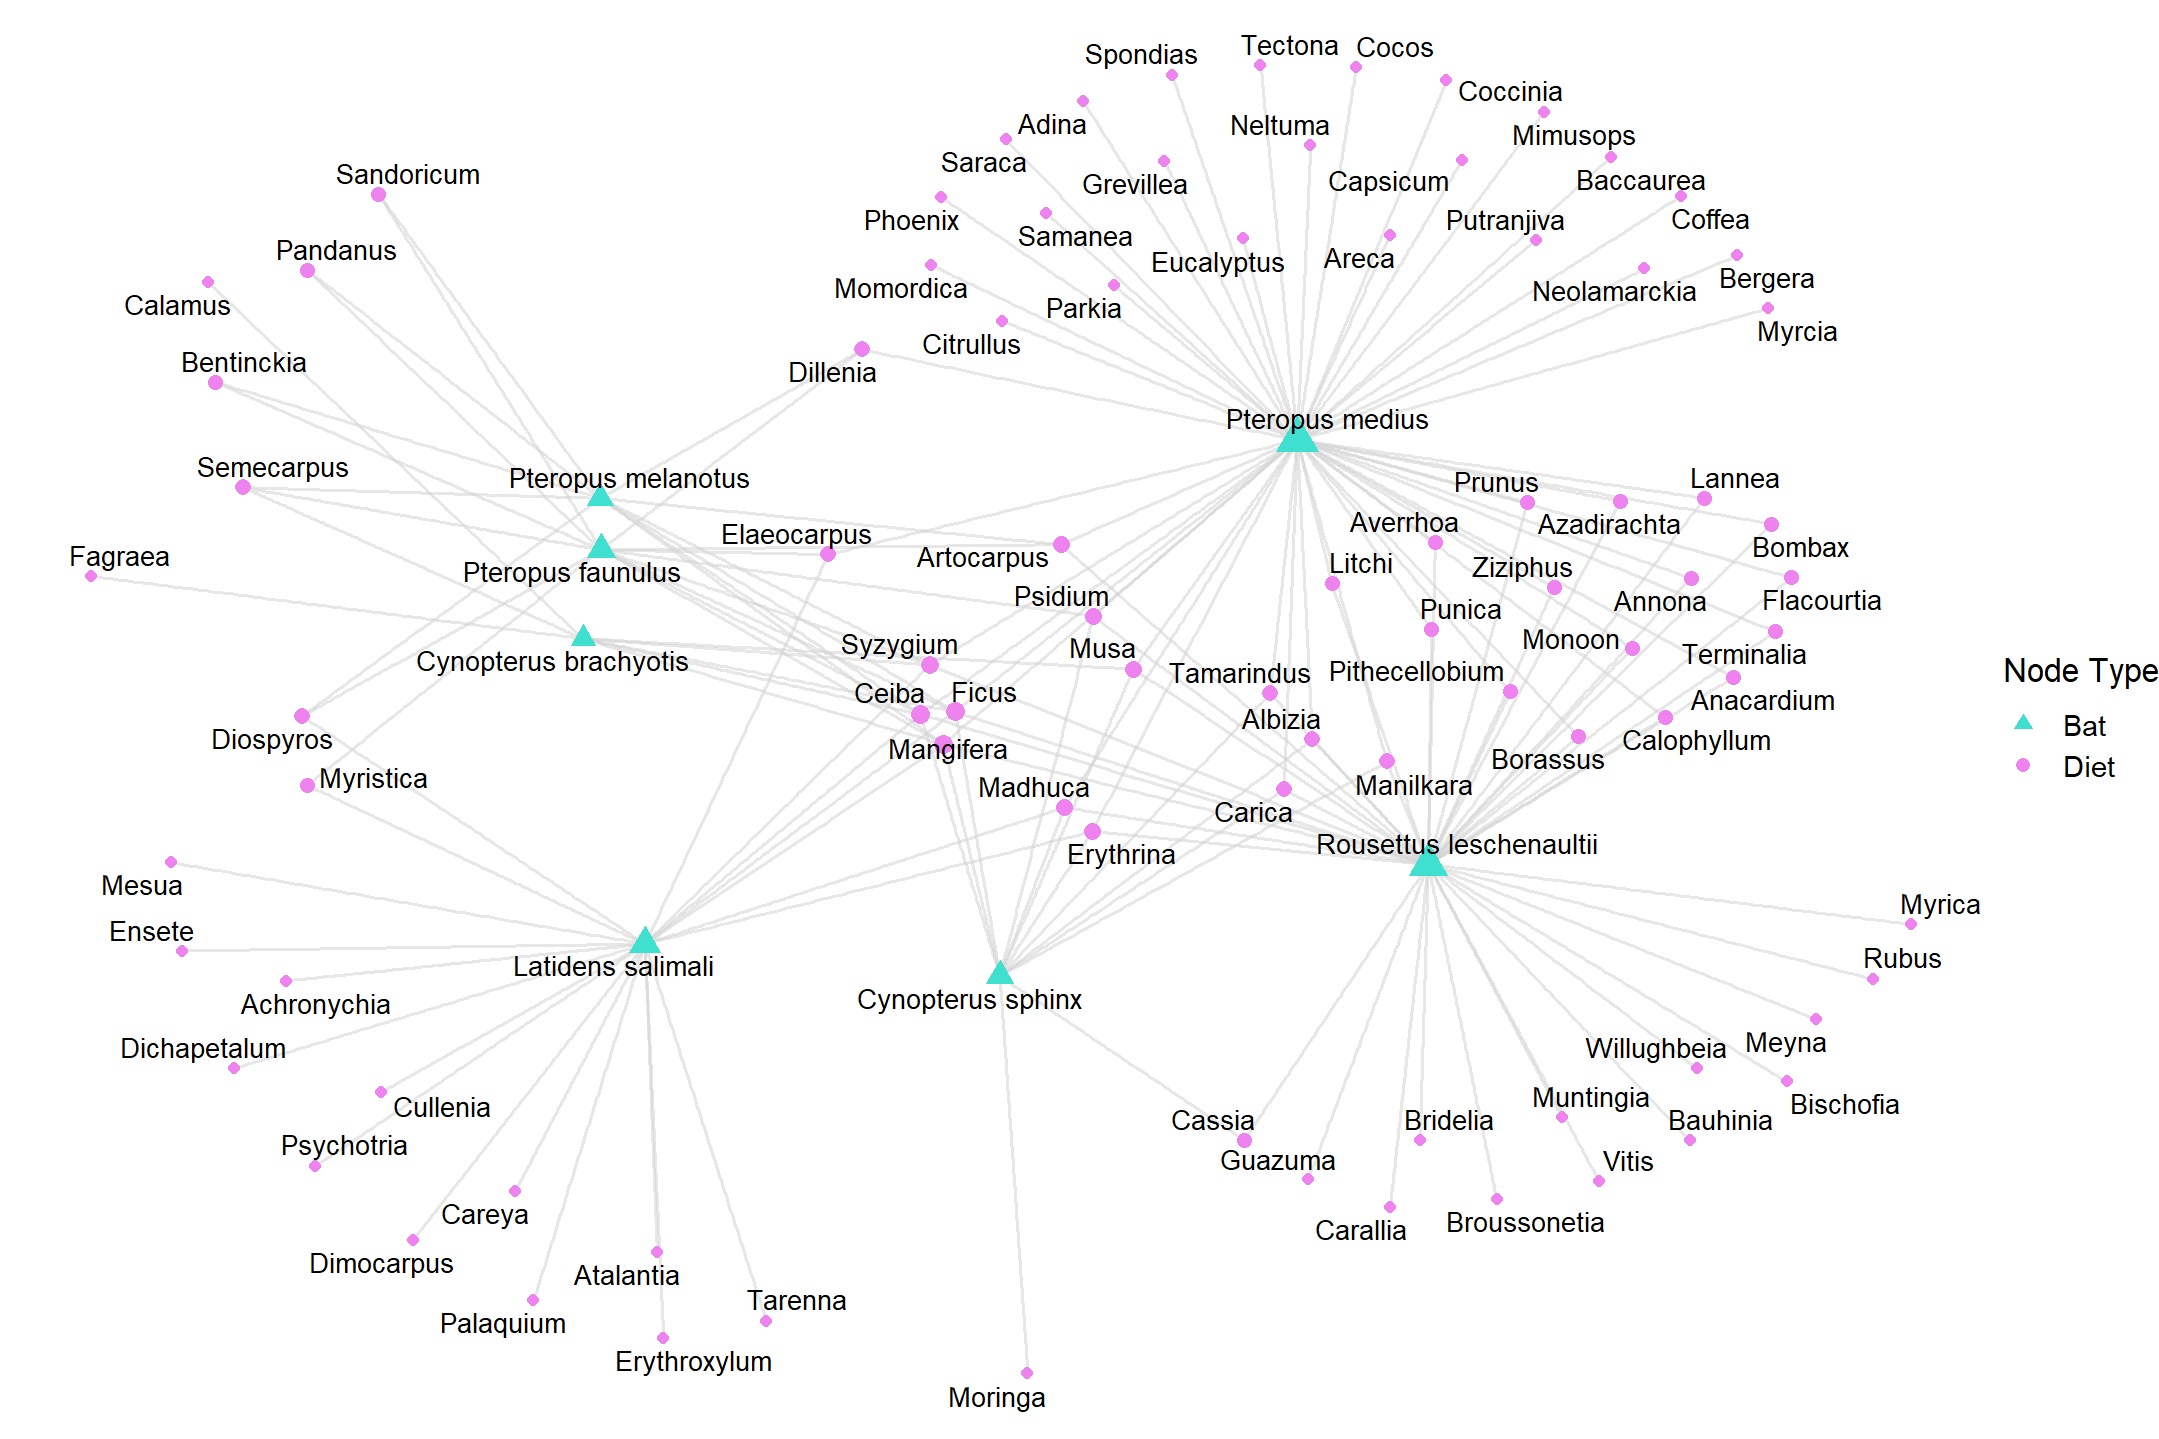 Tectona
Cocos
Spondias
Coccinia
Adina
Neltuma
Mimusops
Saraca
Sandoricum
Grevillea
Capsicum
Baccaurea
Phoenix
Putranjiva
Coffea
Samanea
Pandanus
Eucalyptus
Areca
Bergera
Momordica
Neolamarckia
Calamus
Parkia
Myrcia
Citrullus
Bentinckia
Dillenia
Pteropus medius
Semecarpus
Pteropus melanotus
Prunus
Lannea
Averrhoa
Azadirachta
Elaeocarpus
Bombax
Fagraea
Artocarpus
Litchi
Ziziphus
Pteropus faunulus
Psidium
Punica
Annona
Flacourtia
Syzygium
Musa
Monoon
Terminalia
Cynopterus brachyotis
Tamarindus
Pithecellobium
Node Type
Ceiba
Ficus
Anacardium
Albizia
Bat
Diospyros
Mangifera
Calophyllum
Borassus
Diet
Myristica
Madhuca
Manilkara
Carica
Rousettus leschenaultii
Erythrina
Mesua
Myrica
Ensete
Rubus
Latidens salimali
Achronychia
Cynopterus sphinx
Dichapetalum
Willughbeia
Meyna
Cullenia
Muntingia
Bischofia
Cassia
Bridelia
Bauhinia
Psychotria
Guazuma
Vitis
Careya
Carallia
Broussonetia
Dimocarpus
Atalantia
Tarenna
Palaquium
Erythroxylum
Moringa